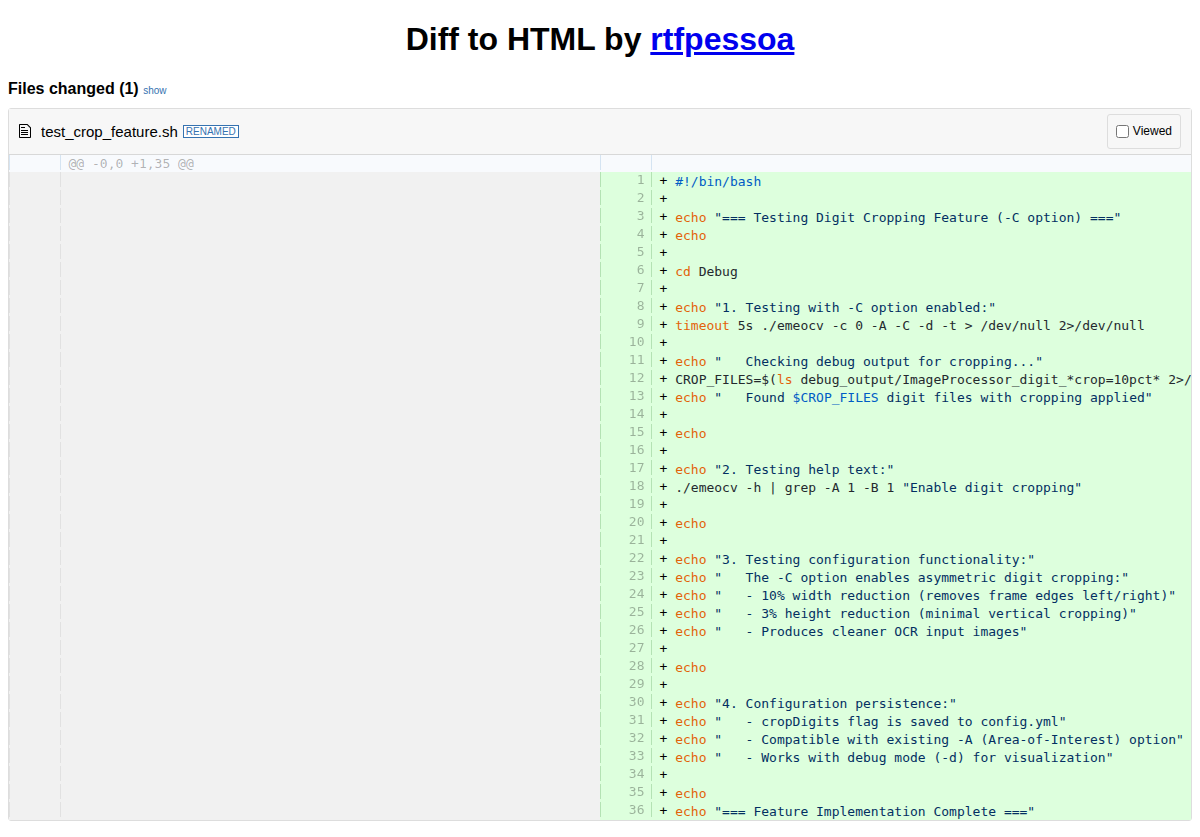 Diff to HTML by rtfpessoa
Files changed (1) show
test_crop_feature.sh RENAMED Viewed
@@ -0,0 +1,35 @@
1 + #!/bin/bash
2 +
3 + echo "=== Testing Digit Cropping Feature (-C option) ==="
4 + echo
5 +
6 + cd Debug
7 +
8 + echo "1. Testing with -C option enabled:"
9 + timeout 5s ./emeocv -c 0 -A -C -d -t > /dev/null 2>/dev/null
10 +
11 + echo "   Checking debug output for cropping..."
12 + CROP_FILES=$(ls debug_output/ImageProcessor_digit_*crop=10pct* 2>/
13 + echo "   Found $CROP_FILES digit files with cropping applied"
14 +
15 + echo
16 +
17 + echo "2. Testing help text:"
18 + ./emeocv -h | grep -A 1 -B 1 "Enable digit cropping"
19 +
20 + echo
21 +
22 + echo "3. Testing configuration functionality:"
23 + echo "   The -C option enables asymmetric digit cropping:"
24 + echo "   - 10% width reduction (removes frame edges left/right)"
25 + echo "   - 3% height reduction (minimal vertical cropping)"
26 + echo "   - Produces cleaner OCR input images"
27 +
28 + echo
29 +
30 + echo "4. Configuration persistence:"
31 + echo "   - cropDigits flag is saved to config.yml"
32 + echo "   - Compatible with existing -A (Area-of-Interest) option"
33 + echo "   - Works with debug mode (-d) for visualization"
34 +
35 + echo
36 + echo "=== Feature Implementation Complete ==="